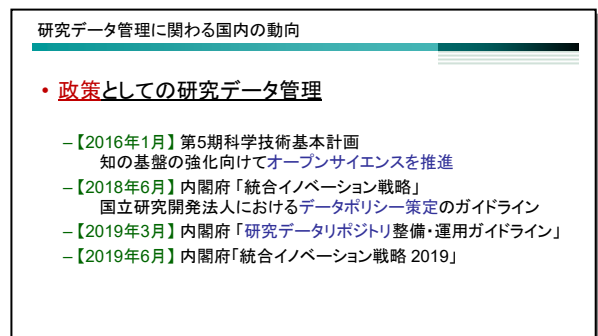 研究データ管理に関わる国内の動向
• 政策としての研究データ管理
–【2016年1月】 第5期科学技術基本計画
知の基盤の強化向けてオープンサイエンスを推進
–【2018年6月】 内閣府 「統合イノベーション戦略」
国立研究開発法人におけるデータポリシー策定のガイドライン
–【2019年3月】 内閣府 「研究データリポジトリ整備・運用ガイドライン」
–【2019年6月】 内閣府「統合イノベーション戦略 2019」